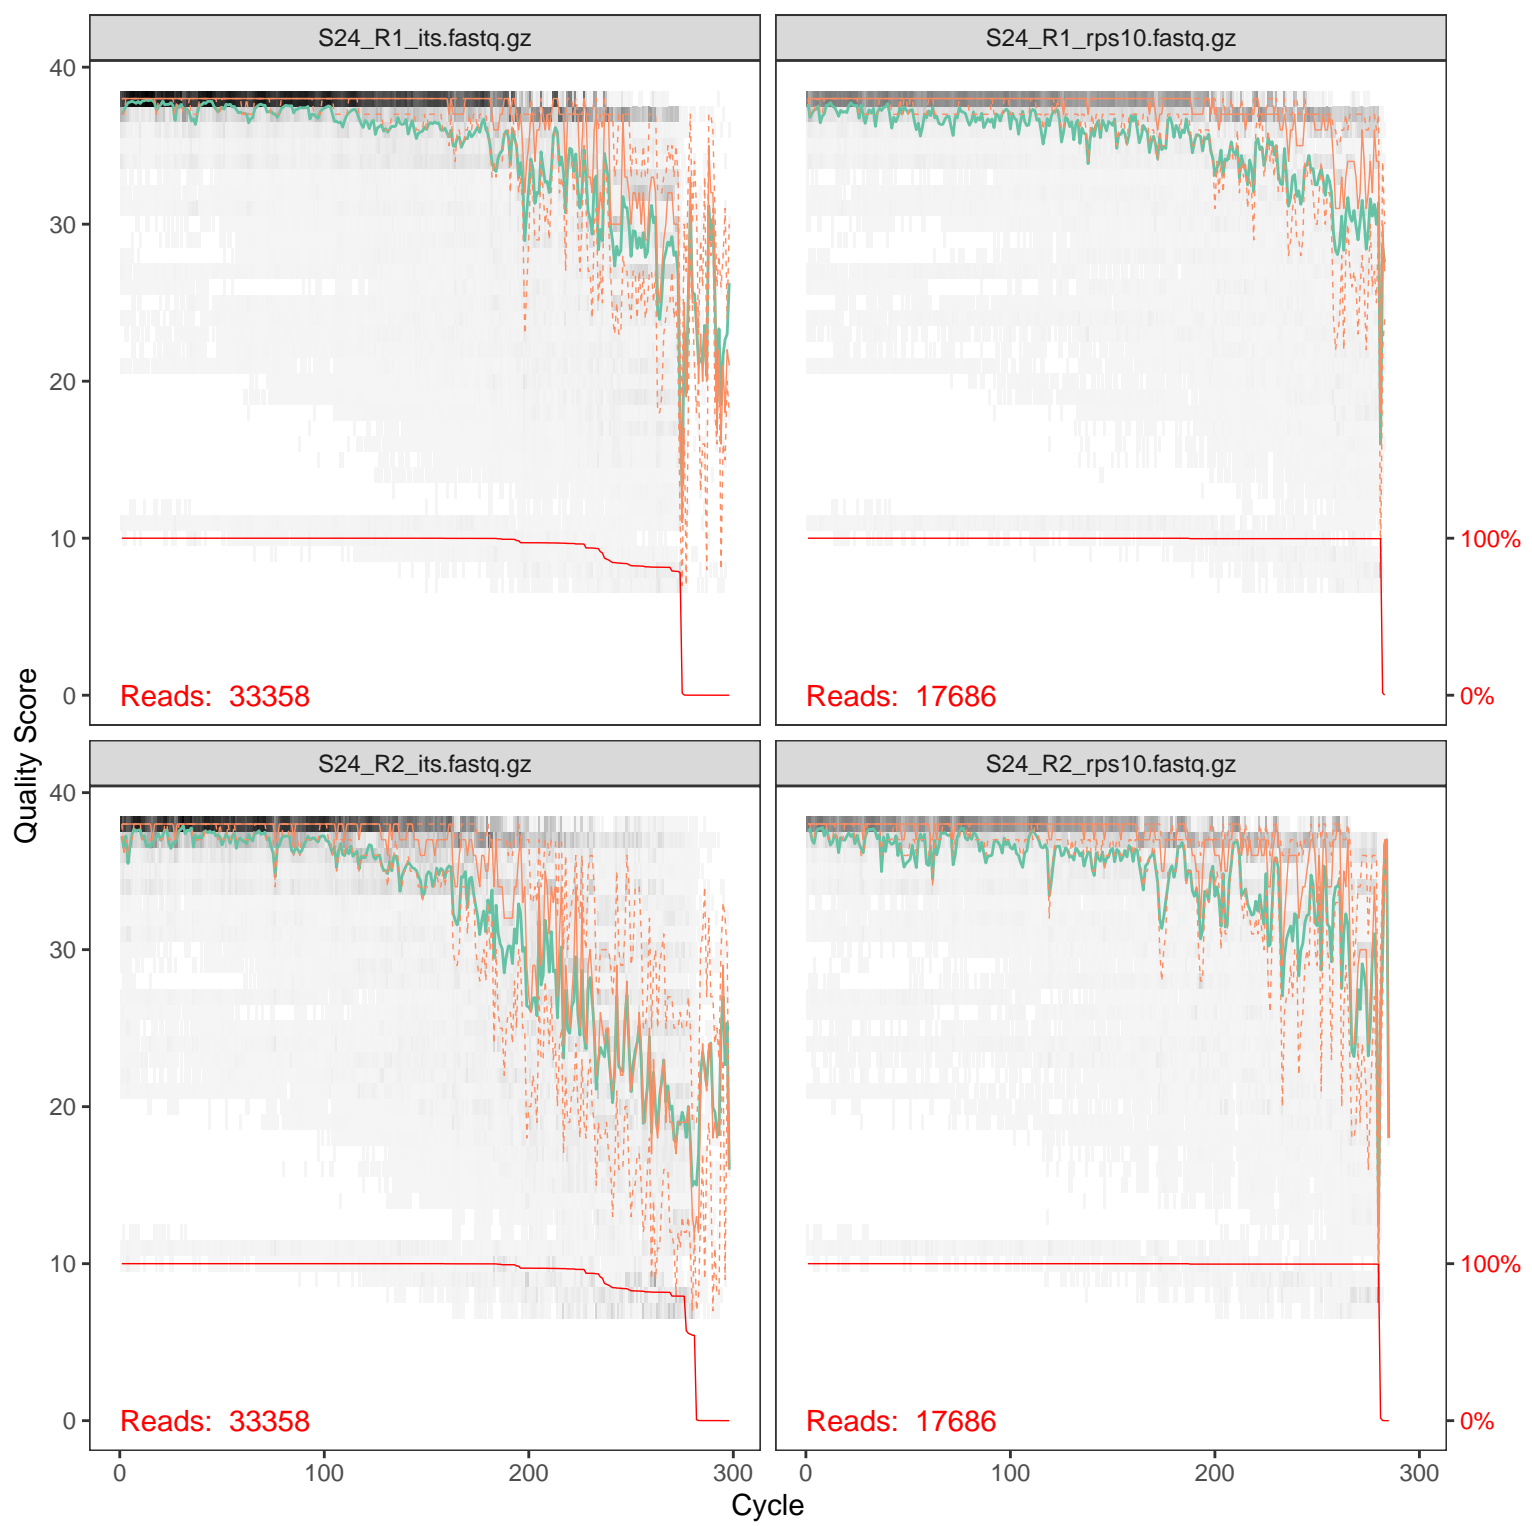 S24_R1_its.fastq.gz
S24_R1_rps10.fastq.gz
40
30
20
10
0
Reads: 33358
Reads: 17686
100%
0%
S24_R2_its.fastq.gz
S24_R2_rps10.fastq.gz
40
30
20
10
0
Reads: 33358
Reads: 17686
100%
0%
0 100 200 300
0 100 200 300
Cycle
Quality Score